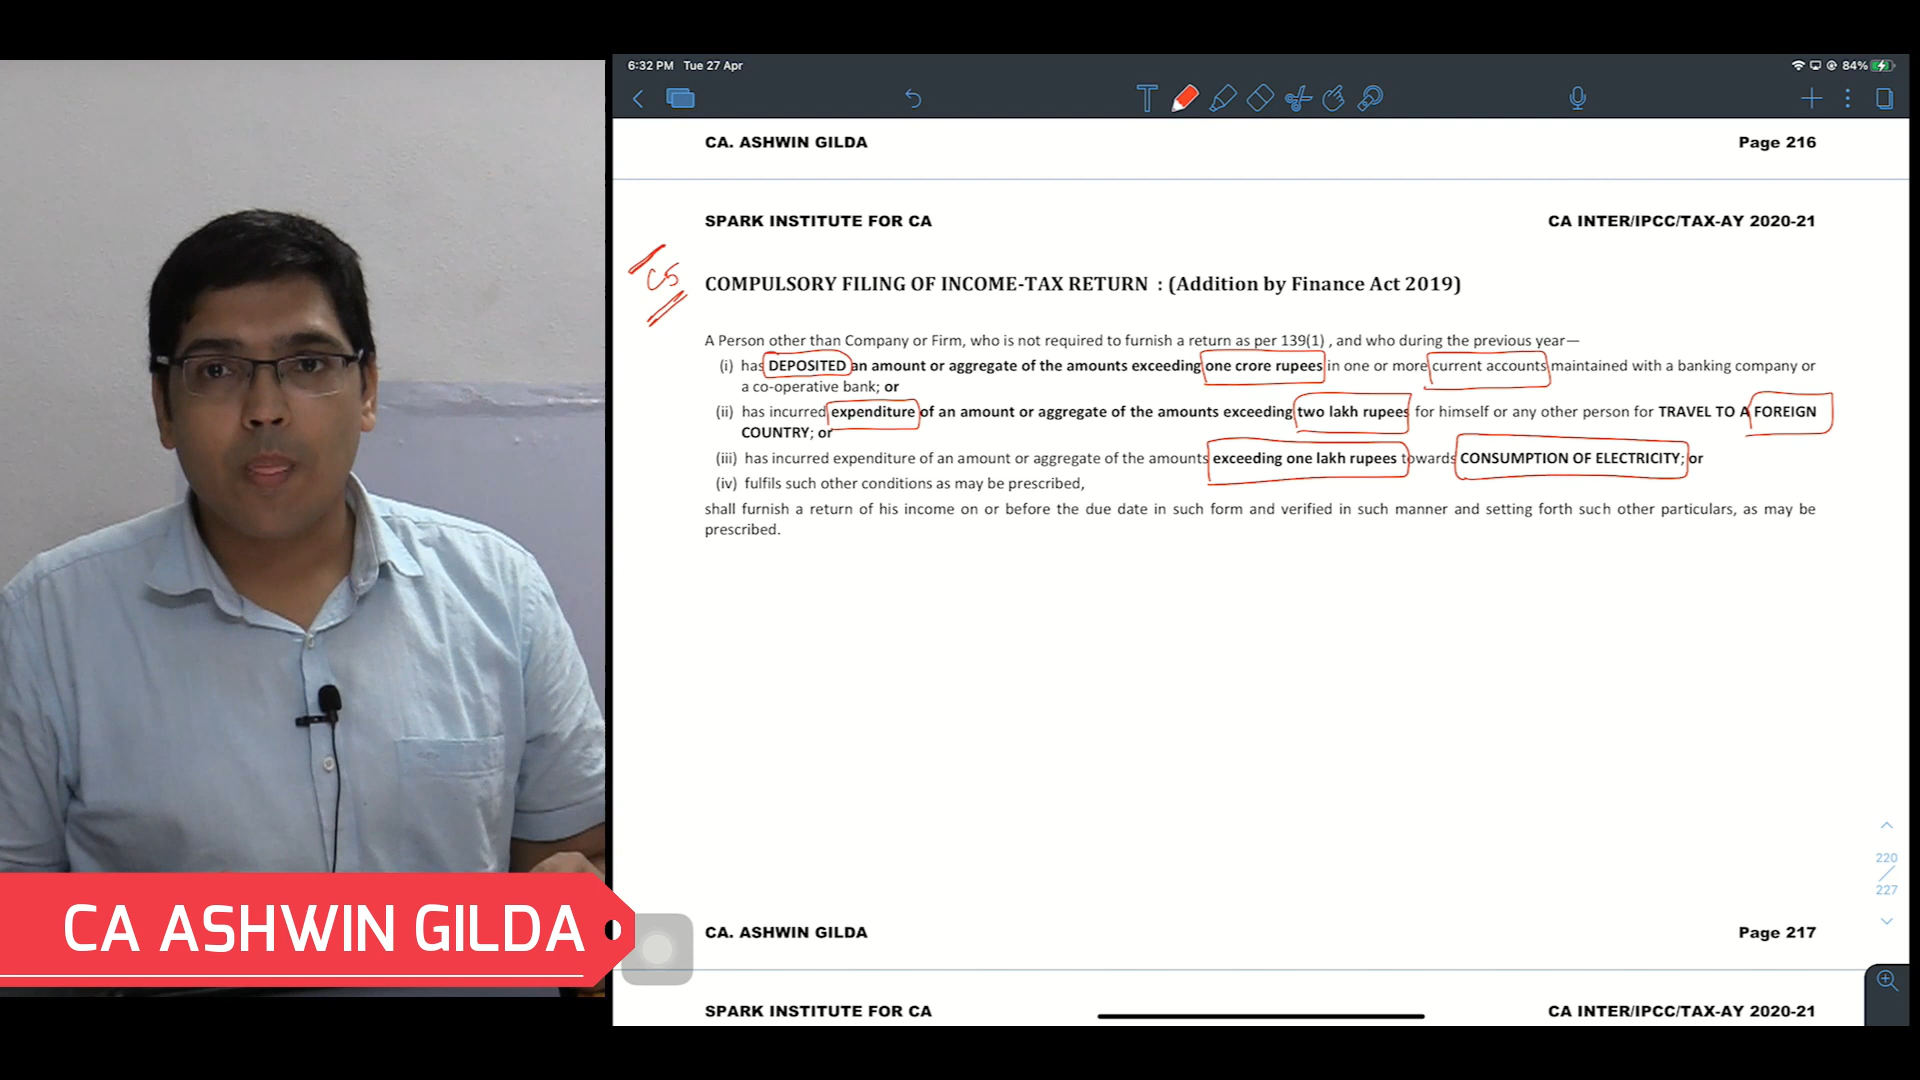 6:32 PM Tue 27 Apr
84%
CA. ASHWIN GILDA Page 216
SPARK INSTITUTE FOR CA CA INTER/IPCC/TAX-AY 2020-21
C5
COMPULSORY FILING OF INCOME-TAX RETURN : (Addition by Finance Act 2019)
A Person other than Company or Firm, who is not required to furnish a return as per 139(1) , and who during the previous year—
(i) has DEPOSITED an amount or aggregate of the amounts exceeding one crore rupees in one or more current accounts maintained with a banking company or
a co-operative bank; or
(ii) has incurred expenditure of an amount or aggregate of the amounts exceeding two lakh rupees for himself or any other person for TRAVEL TO A FOREIGN
COUNTRY; or
(iii) has incurred expenditure of an amount or aggregate of the amounts exceeding one lakh rupees towards CONSUMPTION OF ELECTRICITY; or
(iv) fulfils such other conditions as may be prescribed,
shall furnish a return of his income on or before the due date in such form and verified in such manner and setting forth such other particulars, as may be
prescribed.
220
227
CA ASHWIN GILDA
CA. ASHWIN GILDA Page 217
SPARK INSTITUTE FOR CA CA INTER/IPCC/TAX-AY 2020-21